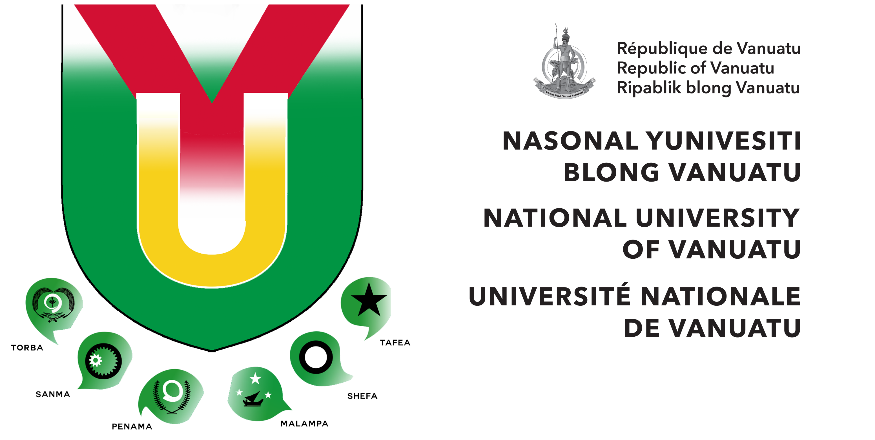 République de Vanuatu
Republic of Vanuatu
Ripablik blong Vanuatu
NASONAL YUNIVESITI
BLONG VANUATU
NATIONAL UNIVERSITY
OF VANUATU
UNIVERSITÉ NATIONALE
DE VANUATU
TORBA
SANMA
PENAMA
MALAMPA
SHEFA
TAFEA